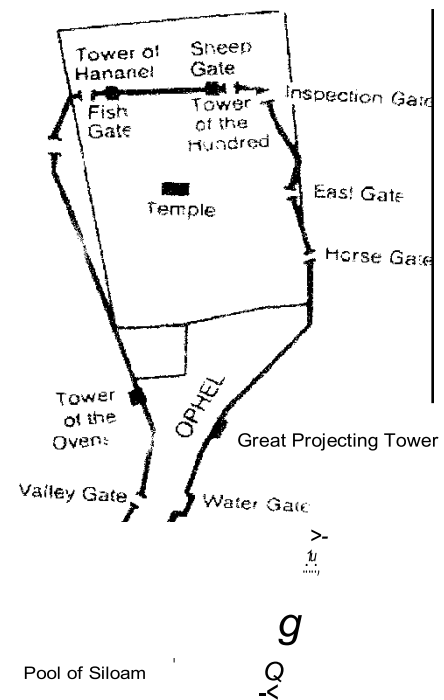 Tower of
Hananel
Sheep
Gate
Inspection Gate
Fish
Gate
Tower
of the
Hundred
East Gate
Temple
Horse Gate
Tower
of the
Ovens
OPHEL
Great Projecting Tower
Valley Gate
Water Gate
g
Pool of Siloam